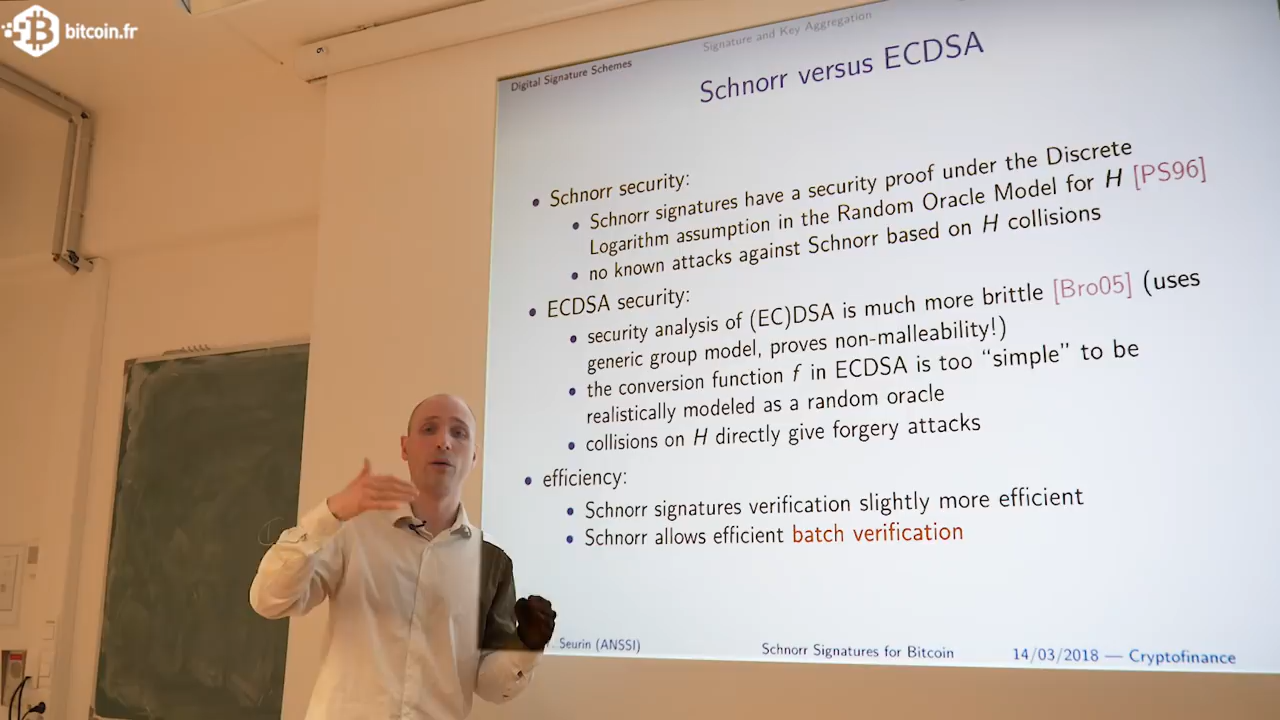 bitcoin.fr
Digital Signature Schemes
Signature and Key Aggregation
Schnorr versus ECDSA
• Schnorr security:
• Schnorr signatures have a security proof under the Discrete
Logarithm assumption in the Random Oracle Model for H [PS96]
• no known attacks against Schnorr based on H collisions
• ECDSA security:
• security analysis of (EC)DSA is much more brittle [Bro05] (uses
generic group model, proves non-malleability!)
• the conversion function f in ECDSA is too “simple” to be
realistically modeled as a random oracle
• collisions on H directly give forgery attacks
• efficiency:
• Schnorr signatures verification slightly more efficient
• Schnorr allows efficient batch verification
Seurin (ANSSI)
Schnorr Signatures for Bitcoin
14/03/2018 — Cryptofinance